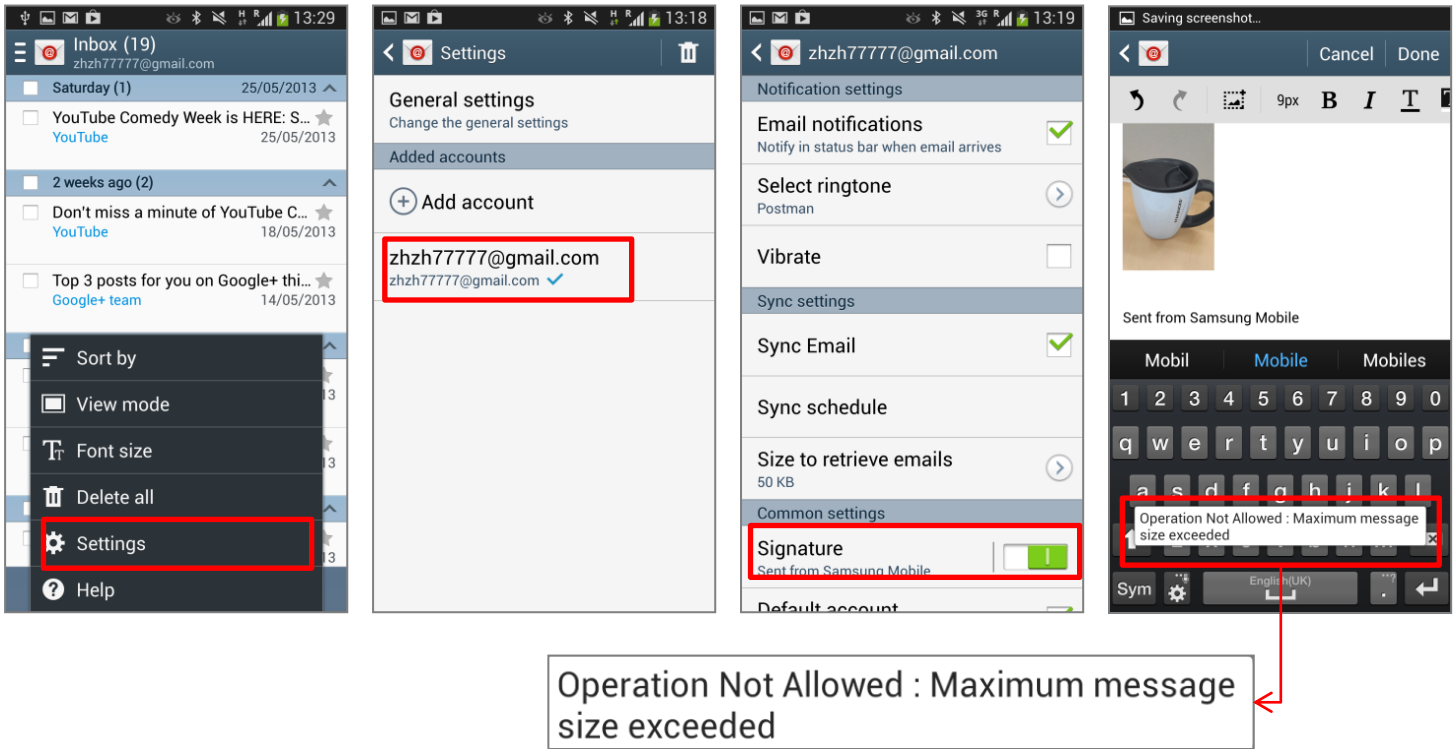 13:29
Inbox (19)
zhzh77777@gmail.com
Saturday (1) 25/05/2013
YouTube Comedy Week is HERE: S...
YouTube 25/05/2013
2 weeks ago (2)
Don't miss a minute of YouTube C...
YouTube 18/05/2013
Top 3 posts for you on Google+ thi...
Google+ team 14/05/2013
Sort by
13
View mode
Font size
13
Delete all
Settings
13
Help
H R 13:18
Settings
General settings
Change the general settings
Added accounts
Add account
zhzh77777@gmail.com
zhzh77777@gmail.com
3G R 13:19
zhzh77777@gmail.com
Notification settings
Email notifications
Notify in status bar when email arrives
Select ringtone
Postman
Vibrate
Sync settings
Sync Email
Sync schedule
Size to retrieve emails
50 KB
Common settings
Signature
Sent from Samsung Mobile
Default account
Saving screenshot...
Cancel Done
9px B I T
Sent from Samsung Mobile
Mobil Mobile Mobiles
1 2 3 4 5 6 7 8 9 0
q w e r t y u i o p
a s d f g h j k l
Operation Not Allowed : Maximum message
size exceeded
Sym English(UK) .
Operation Not Allowed : Maximum message
size exceeded